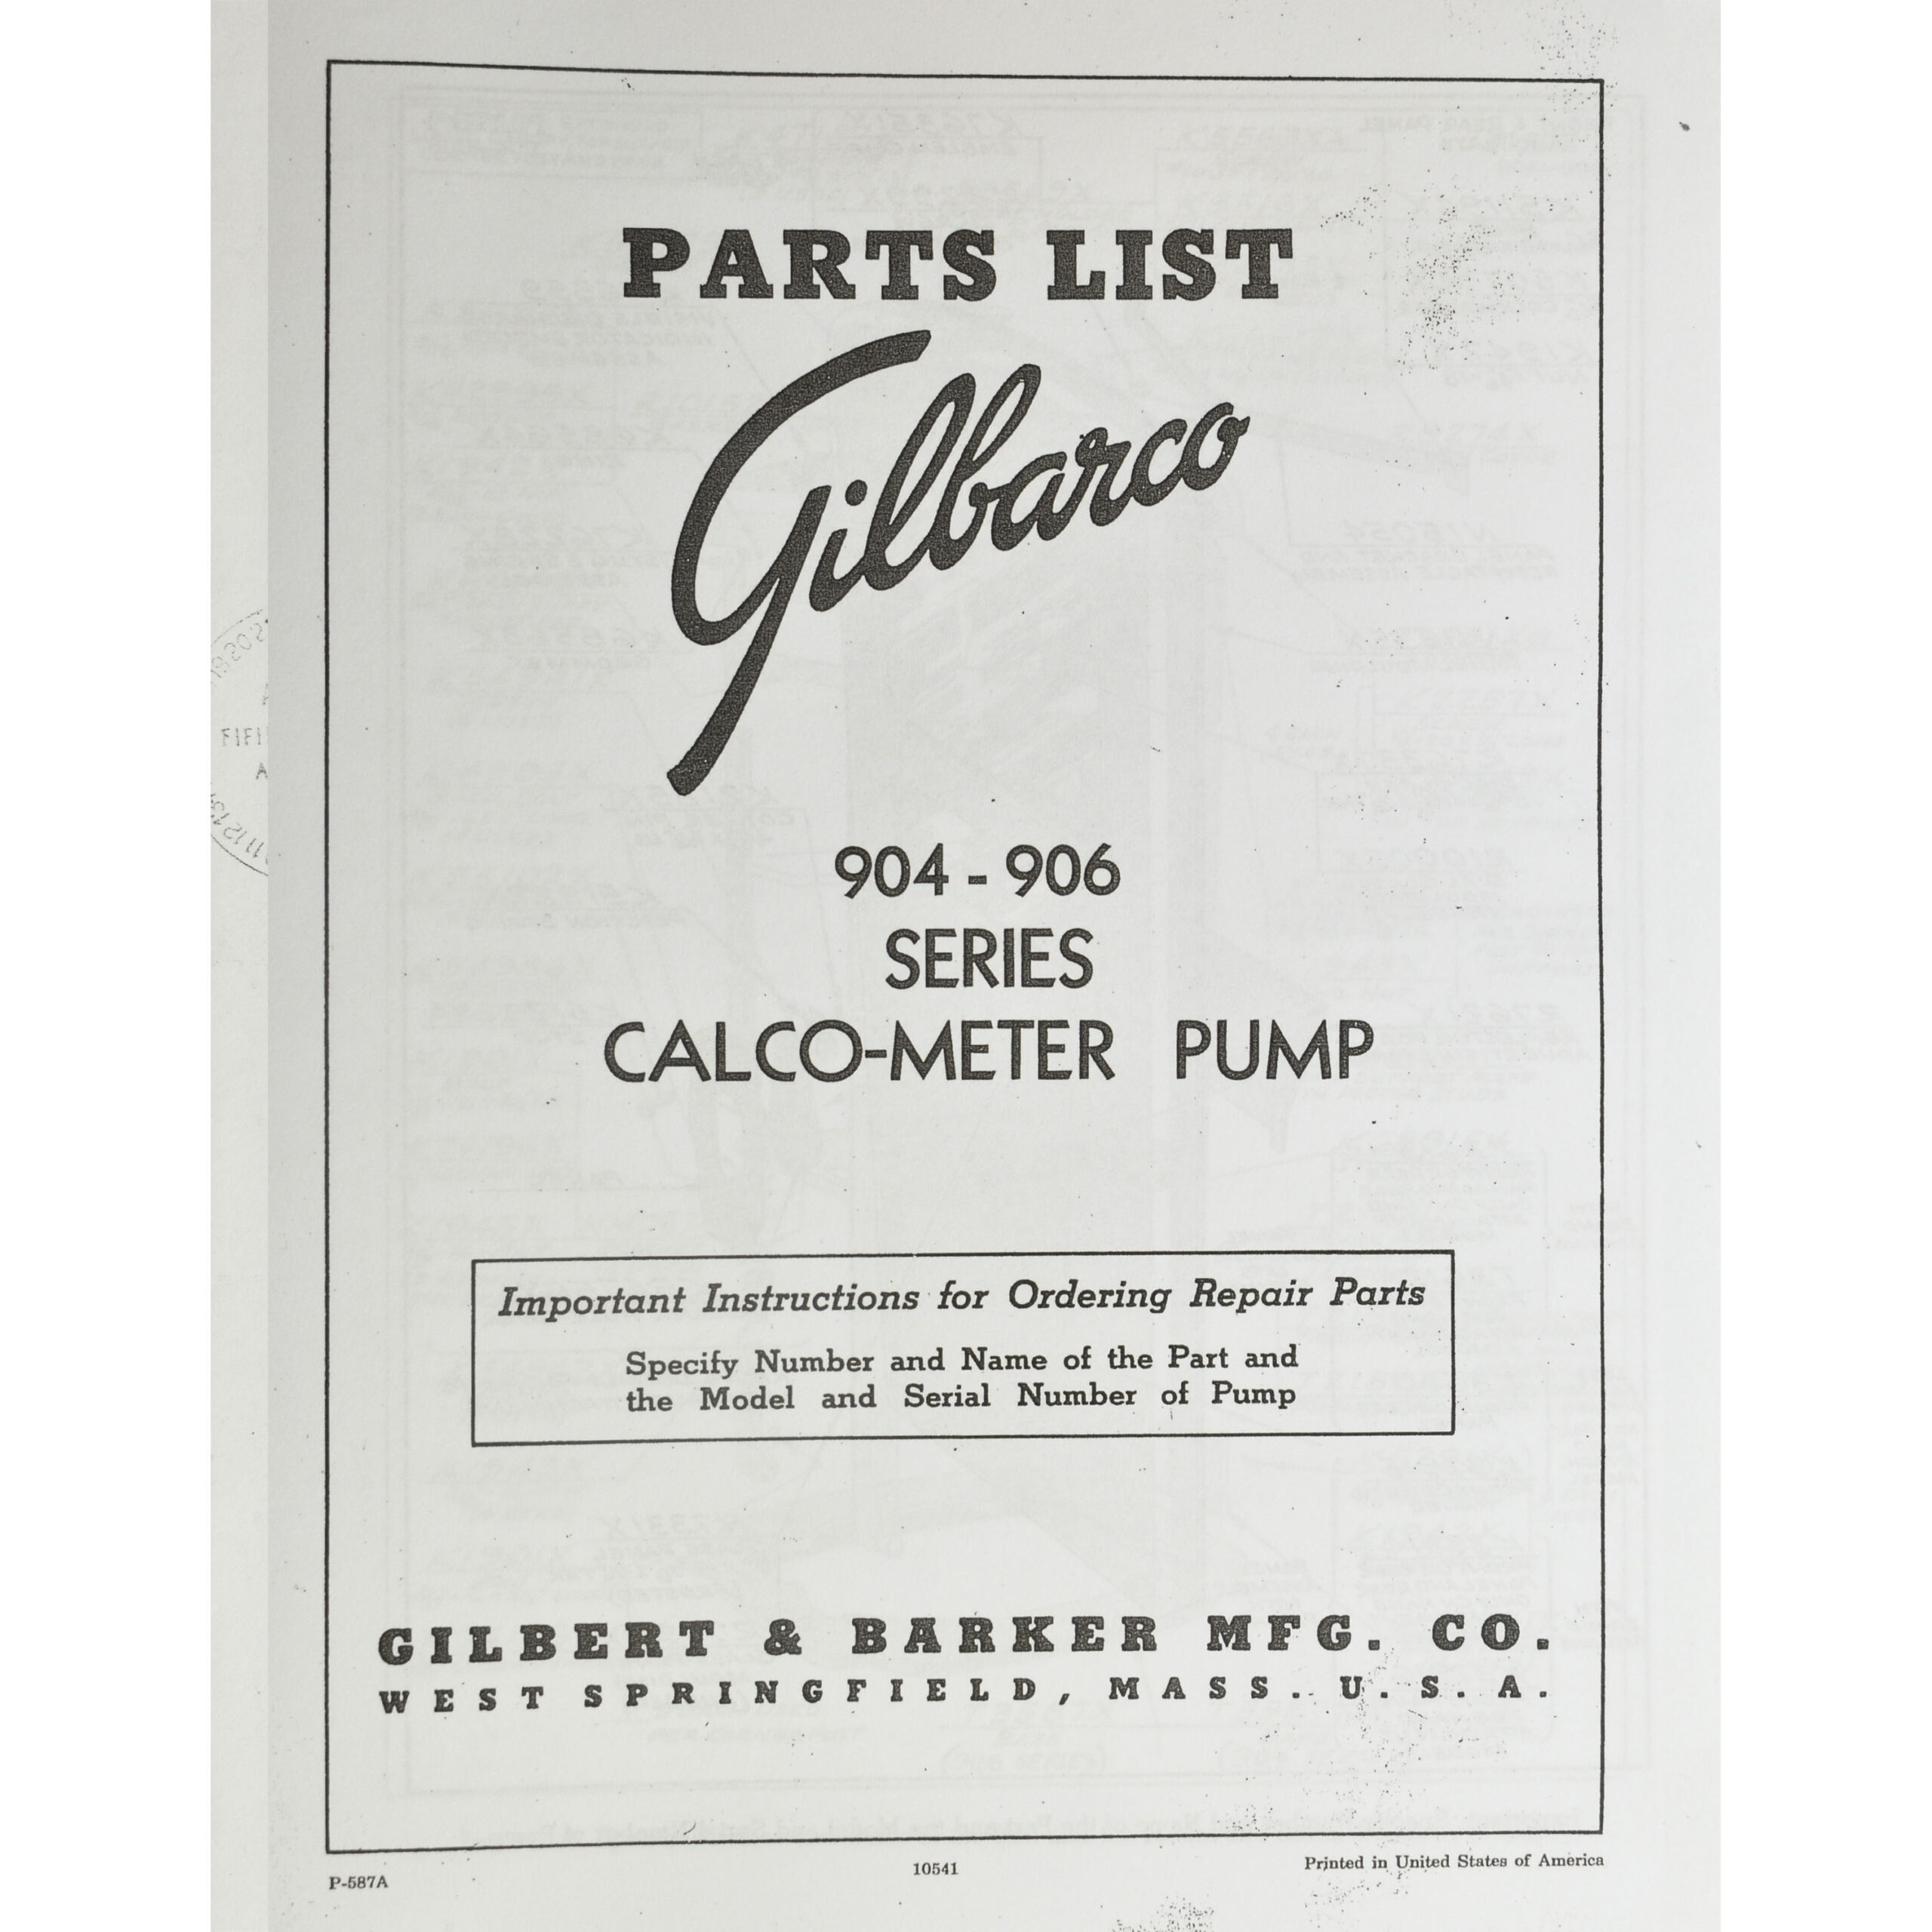 PARTS LIST
Gilbarco
904 - 906
SERIES
CALCO-METER PUMP
Important Instructions for Ordering Repair Parts
Specify Number and Name of the Part and
the Model and Serial Number of Pump
GILBERT & BARKER MFG. CO.
WEST SPRINGFIELD, MASS. U. S. A.
P-587A
10541
Printed in United States of America